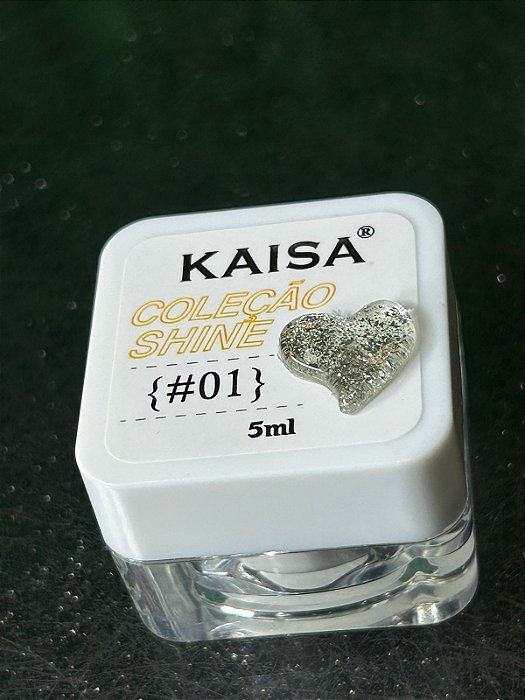 KAISA®
COLEÇÃO
SHINE
{#01}
5ml